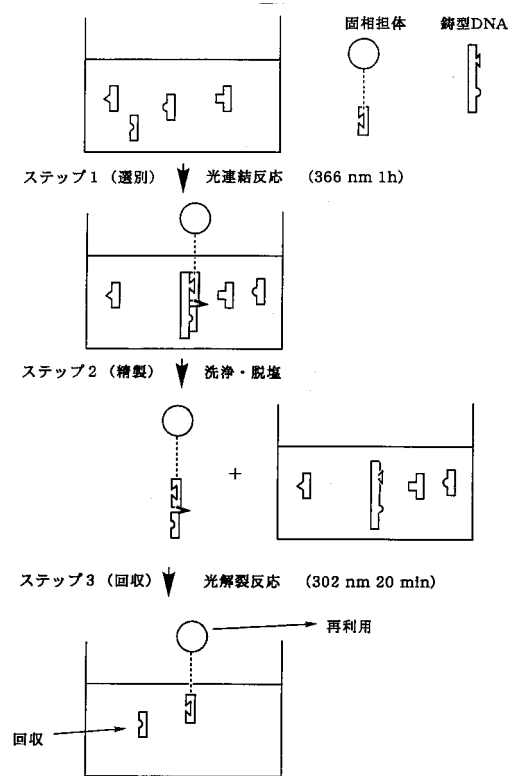 固相担体 鋳型DNA
ステップ1（選別） 光連結反応 (366 nm 1h)
ステップ2（精製） 洗浄・脱塩
+
ステップ3（回収） 光解裂反応 (302 nm 20 min)
再利用
回収